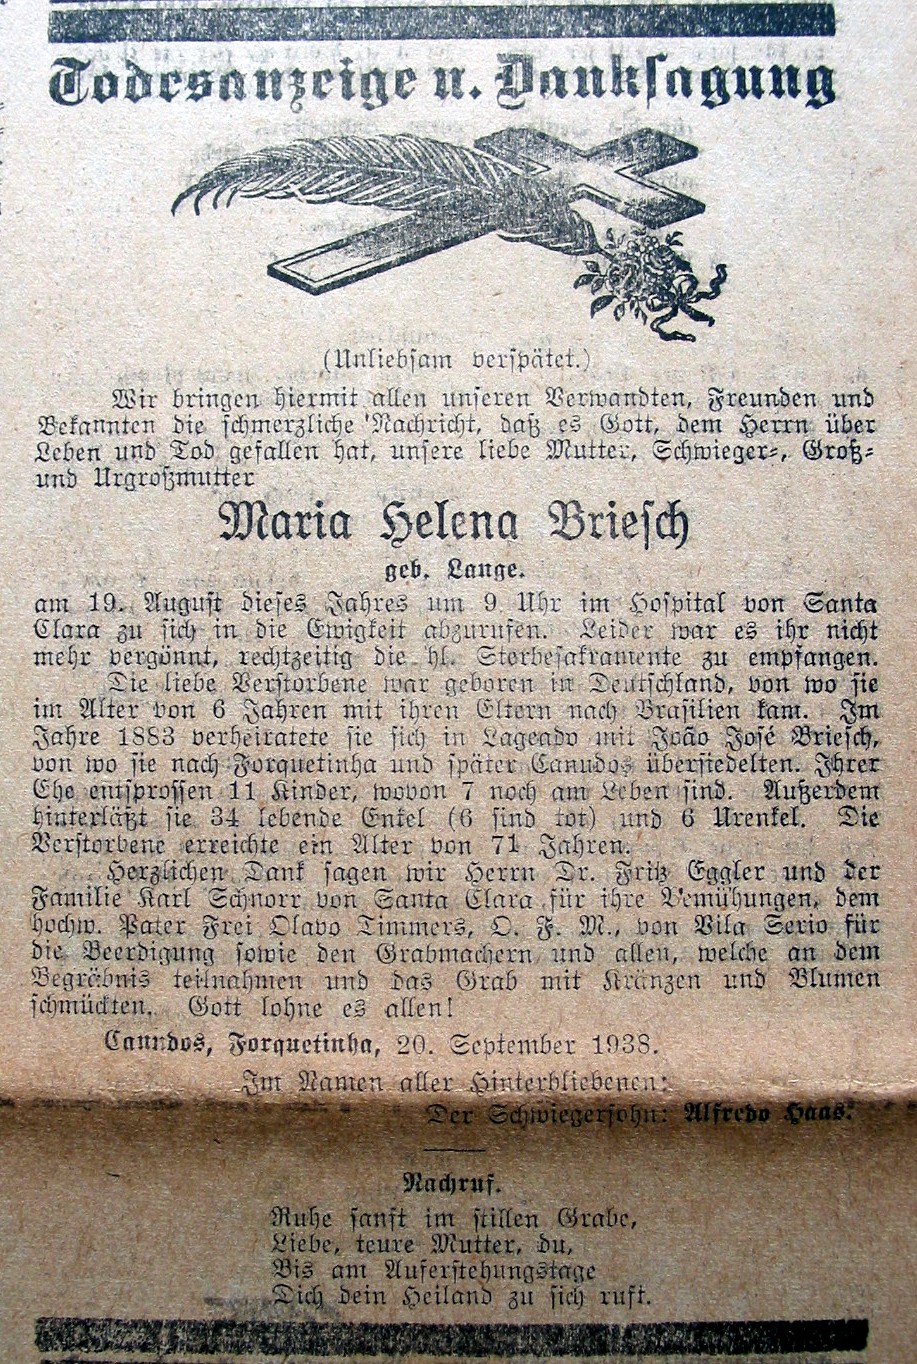 Todesanzeige u. Danksagung
(Unliebsam verspätet.)
Wir bringen hiermit allen unseren Verwandten, Freunden und
Bekannten die schmerzliche Nachricht, daß es Gott, dem Herrn über
Leben und Tod gefallen hat, unsere liebe Mutter, Schwieger-, Groß-
und Urgroßmutter
Maria Helena Briesch
geb. Lange.
am 19. August dieses Jahres um 9 Uhr im Hospital von Santa
Clara zu sich in die Ewigkeit abzurufen. Leider war es ihr nicht
mehr vergönnt, rechtzeitig die hl. Sterbesakramente zu empfangen.
Die liebe Verstorbene war geboren in Deutschland, von wo sie
im Alter von 6 Jahren mit ihren Eltern nach Brasilien kam. Im
Jahre 1883 verheiratete sie sich in Lageado mit João José Briesch,
von wo sie nach Forquetinha und später Canudos übersiedelten. Ihrer
Ehe entsprossen 11 Kinder, wovon 7 noch am Leben sind. Außerdem
hinterläßt sie 34 lebende Enkel (6 sind tot) und 6 Urenkel. Die
Verstorbene erreichte ein Alter von 71 Jahren.
Herzlichen Dank sagen wir Herrn Dr. Fritz Eggler und der
Familie Karl Schnorr von Santa Clara für ihre Bemühungen, dem
hochw. Pater Frei Olavo Timmers, O. F. M., von Vila Serio für
die Beerdigung sowie den Grabmachern und allen, welche an dem
Begräbnis teilnahmen und das Grab mit Kränzen und Blumen
schmückten. Gott lohne es allen!
Canudos, Forquetinha, 20. September 1938.
Im Namen aller Hinterbliebenen:
Der Schwiegersohn: Alfredo Haas.
Nachruf.
Ruhe sanft im stillen Grabe,
Liebe, teure Mutter, du,
Bis am Auferstehungstage
Dich dein Heiland zu sich ruft.